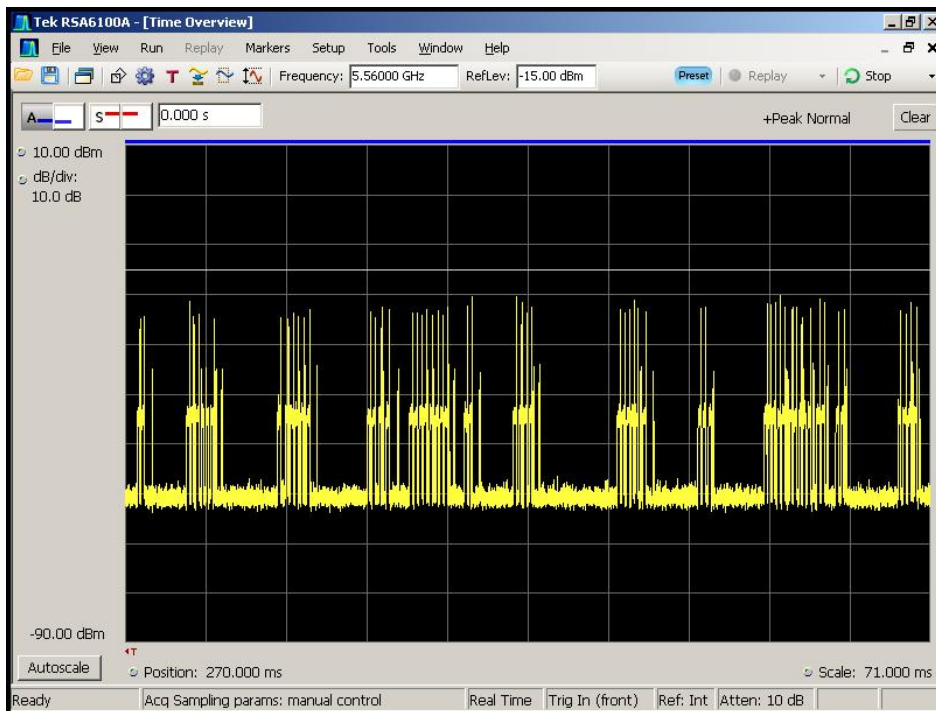 Tek RSA6100A - [Time Overview]
File View Run Replay Markers Setup Tools Window Help
T Frequency: 5.56000 GHz RefLev: -15.00 dBm Preset Replay Stop
A S 0.000 s +Peak Normal Clear
10.00 dBm
dB/div:
10.0 dB
-90.00 dBm
T
Autoscale Position: 270.000 ms Scale: 71.000 ms
Ready Acq Sampling params: manual control Real Time Trig In (front) Ref: Int Atten: 10 dB